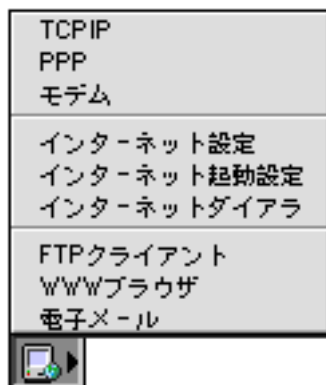 TCPIP
PPP
モデム
インターネット設定
インターネット起動設定
インターネットダイアラ
FTPクライアント
WWWブラウザ
電子メール